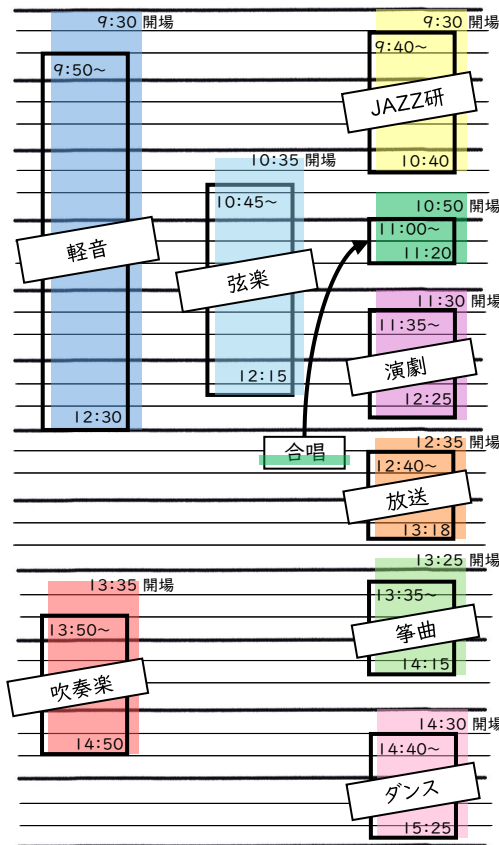 9:30 開場
9:50~
軽音
12:30
10:35 開場
10:45~
弦楽
12:15
9:30 開場
9:40~
JAZZ研
10:40
10:50 開場
11:00~
11:20
合唱
11:30 開場
11:35~
演劇
12:25
12:35 開場
12:40~
放送
13:18
13:25 開場
13:35~
筝曲
14:15
13:35 開場
13:50~
吹奏楽
14:50
14:30 開場
14:40~
ダンス
15:25